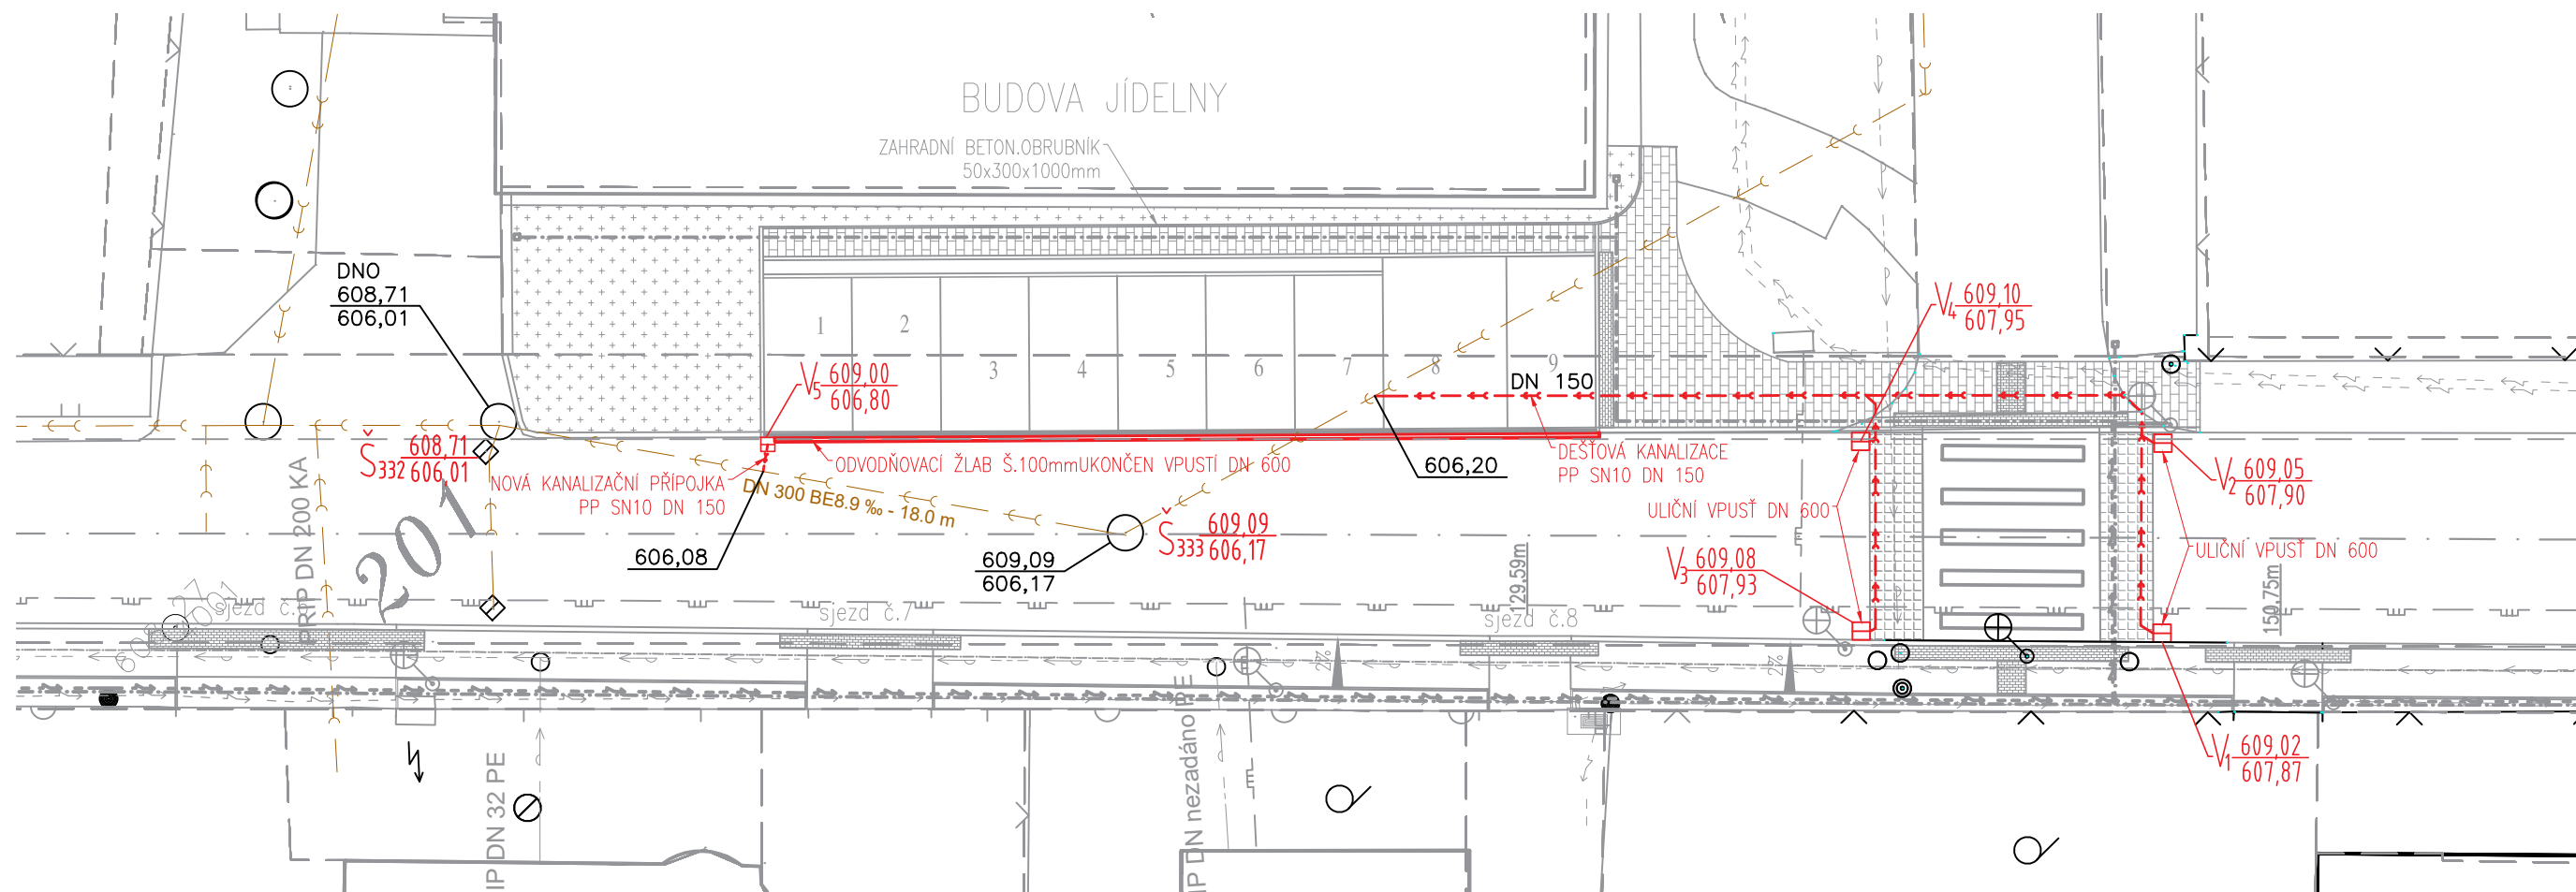 BUDOVA JÍDELNY
ZAHRADNÍ BETON.OBRUBNÍK
50x300x1000mm
DNO
608,71
606,01
V4 609,10
607,95
1
2
3
4
5
6
7
8
9
V5 609,00
606,80
DN 150
Š332 608,71
606,01
ODVODŇOVACÍ ŽLAB Š.100mmUKONČEN VPUSTÍ DN 600
606,20
DEŠŤOVÁ KANALIZACE
PP SN10 DN 150
V2 609,05
607,90
NOVÁ KANALIZAČNÍ PŘÍPOJKA
PP SN10 DN 150
DN 300 BE8.9 ‰ - 18.0 m
ULIČNÍ VPUSŤ DN 600
Š333 609,09
606,17
606,08
609,09
606,17
V3 609,08
607,93
ULIČNÍ VPUSŤ DN 600
PRIP DN 200 KA
201
129.59m
150.75m
sjezd č.7
sjezd č.8
2%
2%
V1 609,02
607,87
IP DN 32 PE
IP DN nezadáno PE